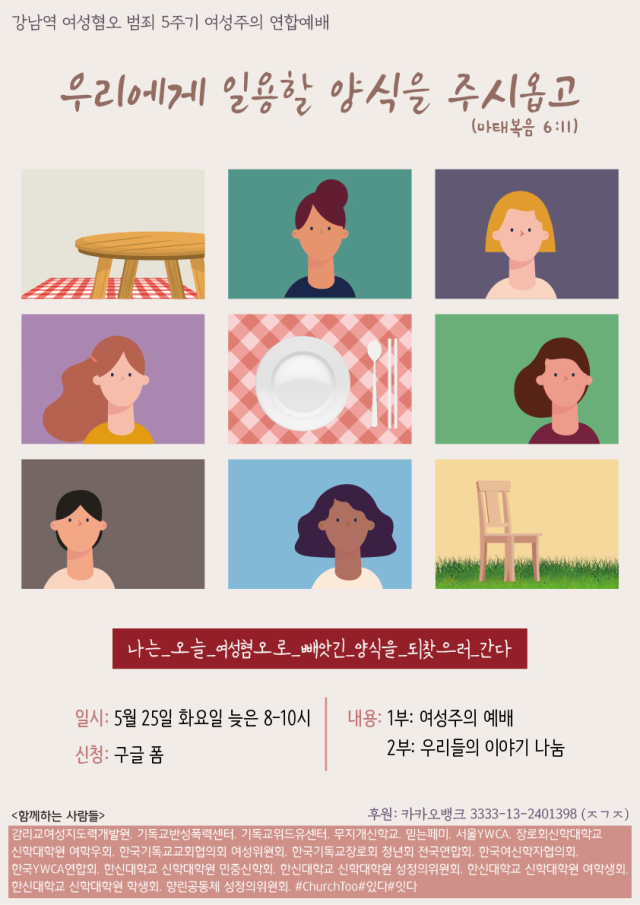 강남역 여성혐오 범죄 5주기 여성주의 연합예배
우리에게 일용할 양식을 주시옵고
(마태복음 6:11)
나는_오늘_여성혐오로_빼앗긴_양식을_되찾으러_간다
일시: 5월 25일 화요일 늦은 8-10시
신청: 구글 폼
내용: 1부: 여성주의 예배
2부: 우리들의 이야기 나눔
<함께하는 사람들>
후원: 카카오뱅크 3333-13-2401398 (ㅈㄱㅈ)
감리교여성지도력개발원. 기독교반성폭력센터. 기독교위드유센터. 무지개신학교. 믿는페미. 서울YWCA. 장로회신학대학교
신학대학원 여학우회. 한국기독교교회협의회 여성위원회. 한국기독교장로회 청년회 전국연합회. 한국여신학자협의회.
한국YWCA연합회. 한신대학교 신학대학원 민중신학회. 한신대학교 신학대학원 성정의위원회. 한신대학교 신학대학원 여학생회.
한신대학교 신학대학원 학생회. 향린공동체 성정의위원회. #ChurchToo#있다#잇다